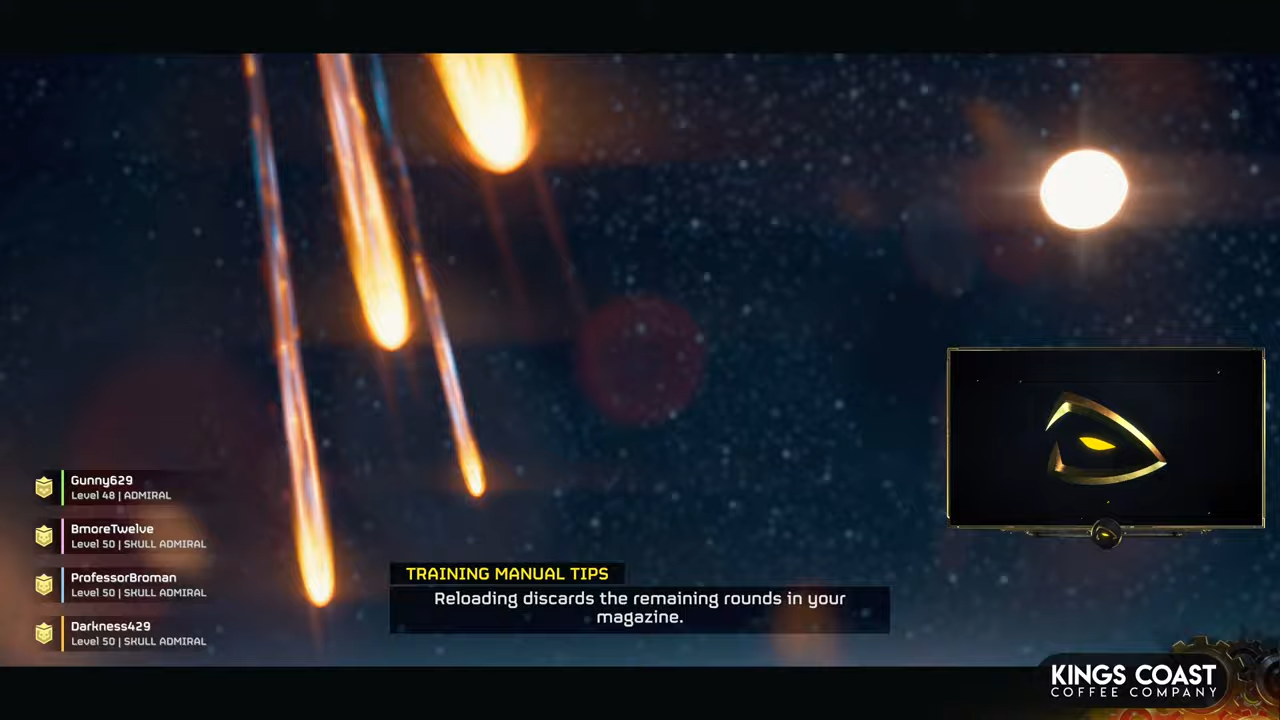 Gunny629
Level 48 | ADMIRAL
BmoreTwelve
Level 50 | SKULL ADMIRAL
ProfessorBroman
Level 50 | SKULL ADMIRAL
Darkness429
Level 50 | SKULL ADMIRAL
TRAINING MANUAL TIPS
Reloading discards the remaining rounds in your
magazine.
KINGS COAST
COFFEE COMPANY